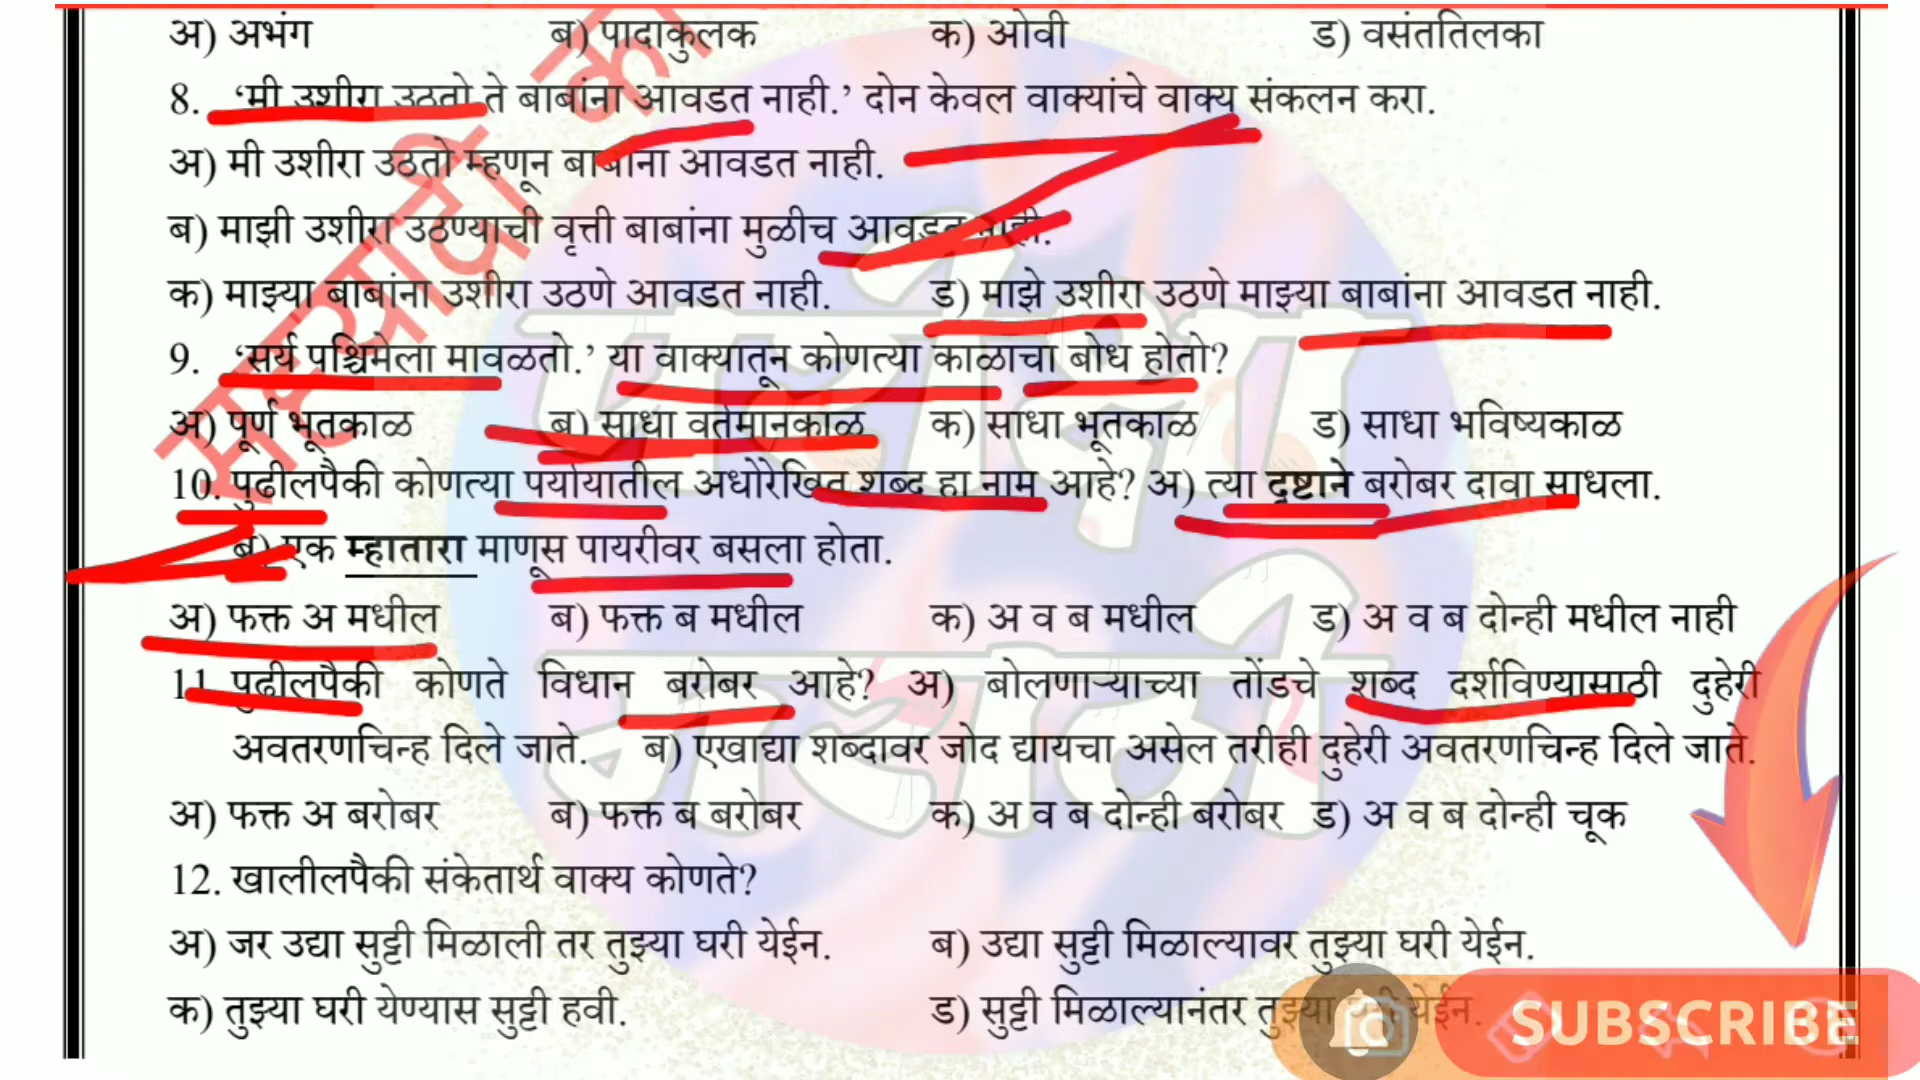 अ) अभंग ब) पादाकुलक क) ओवी ड) वसंततिलका
8. ‘मी उशीरा उठतो ते बाबांना आवडत नाही.’ दोन केवल वाक्यांचे वाक्य संकलन करा.
अ) मी उशीरा उठतो म्हणून बाबांना आवडत नाही.
ब) माझी उशीरा उठण्याची वृत्ती बाबांना मुळीच आवडत नाही.
क) माझ्या बाबांना उशीरा उठणे आवडत नाही. ड) माझे उशीरा उठणे माझ्या बाबांना आवडत नाही.
9. ‘सर्य पश्चिमेला मावळतो.’ या वाक्यातून कोणत्या काळाचा बोध होतो?
अ) पूर्ण भूतकाळ ब) साधा वर्तमानकाळ क) साधा भूतकाळ ड) साधा भविष्यकाळ
10. पुढीलपैकी कोणत्या पर्यायातील अधोरेखित शब्द हा नाम आहे? अ) त्या दुष्टाने बरोबर दावा साधला.
ब) एक म्हातारा माणूस पायरीवर बसला होता.
अ) फक्त अ मधील ब) फक्त ब मधील क) अ व ब मधील ड) अ व ब दोन्ही मधील नाही
11. पुढीलपैकी कोणते विधान बरोबर आहे? अ) बोलणाऱ्याच्या तोंडचे शब्द दर्शविण्यासाठी दुहेरी
अवतरणचिन्ह दिले जाते. ब) एखाद्या शब्दावर जोद द्यायचा असेल तरीही दुहेरी अवतरणचिन्ह दिले जाते.
अ) फक्त अ बरोबर ब) फक्त ब बरोबर क) अ व ब दोन्ही बरोबर ड) अ व ब दोन्ही चूक
12. खालीलपैकी संकेतार्थ वाक्य कोणते?
अ) जर उद्या सुट्टी मिळाली तर तुझ्या घरी येईन. ब) उद्या सुट्टी मिळाल्यावर तुझ्या घरी येईन.
क) तुझ्या घरी येण्यास सुट्टी हवी. ड) सुट्टी मिळाल्यानंतर तुझ्या घरी येईन.
SUBSCRIBE